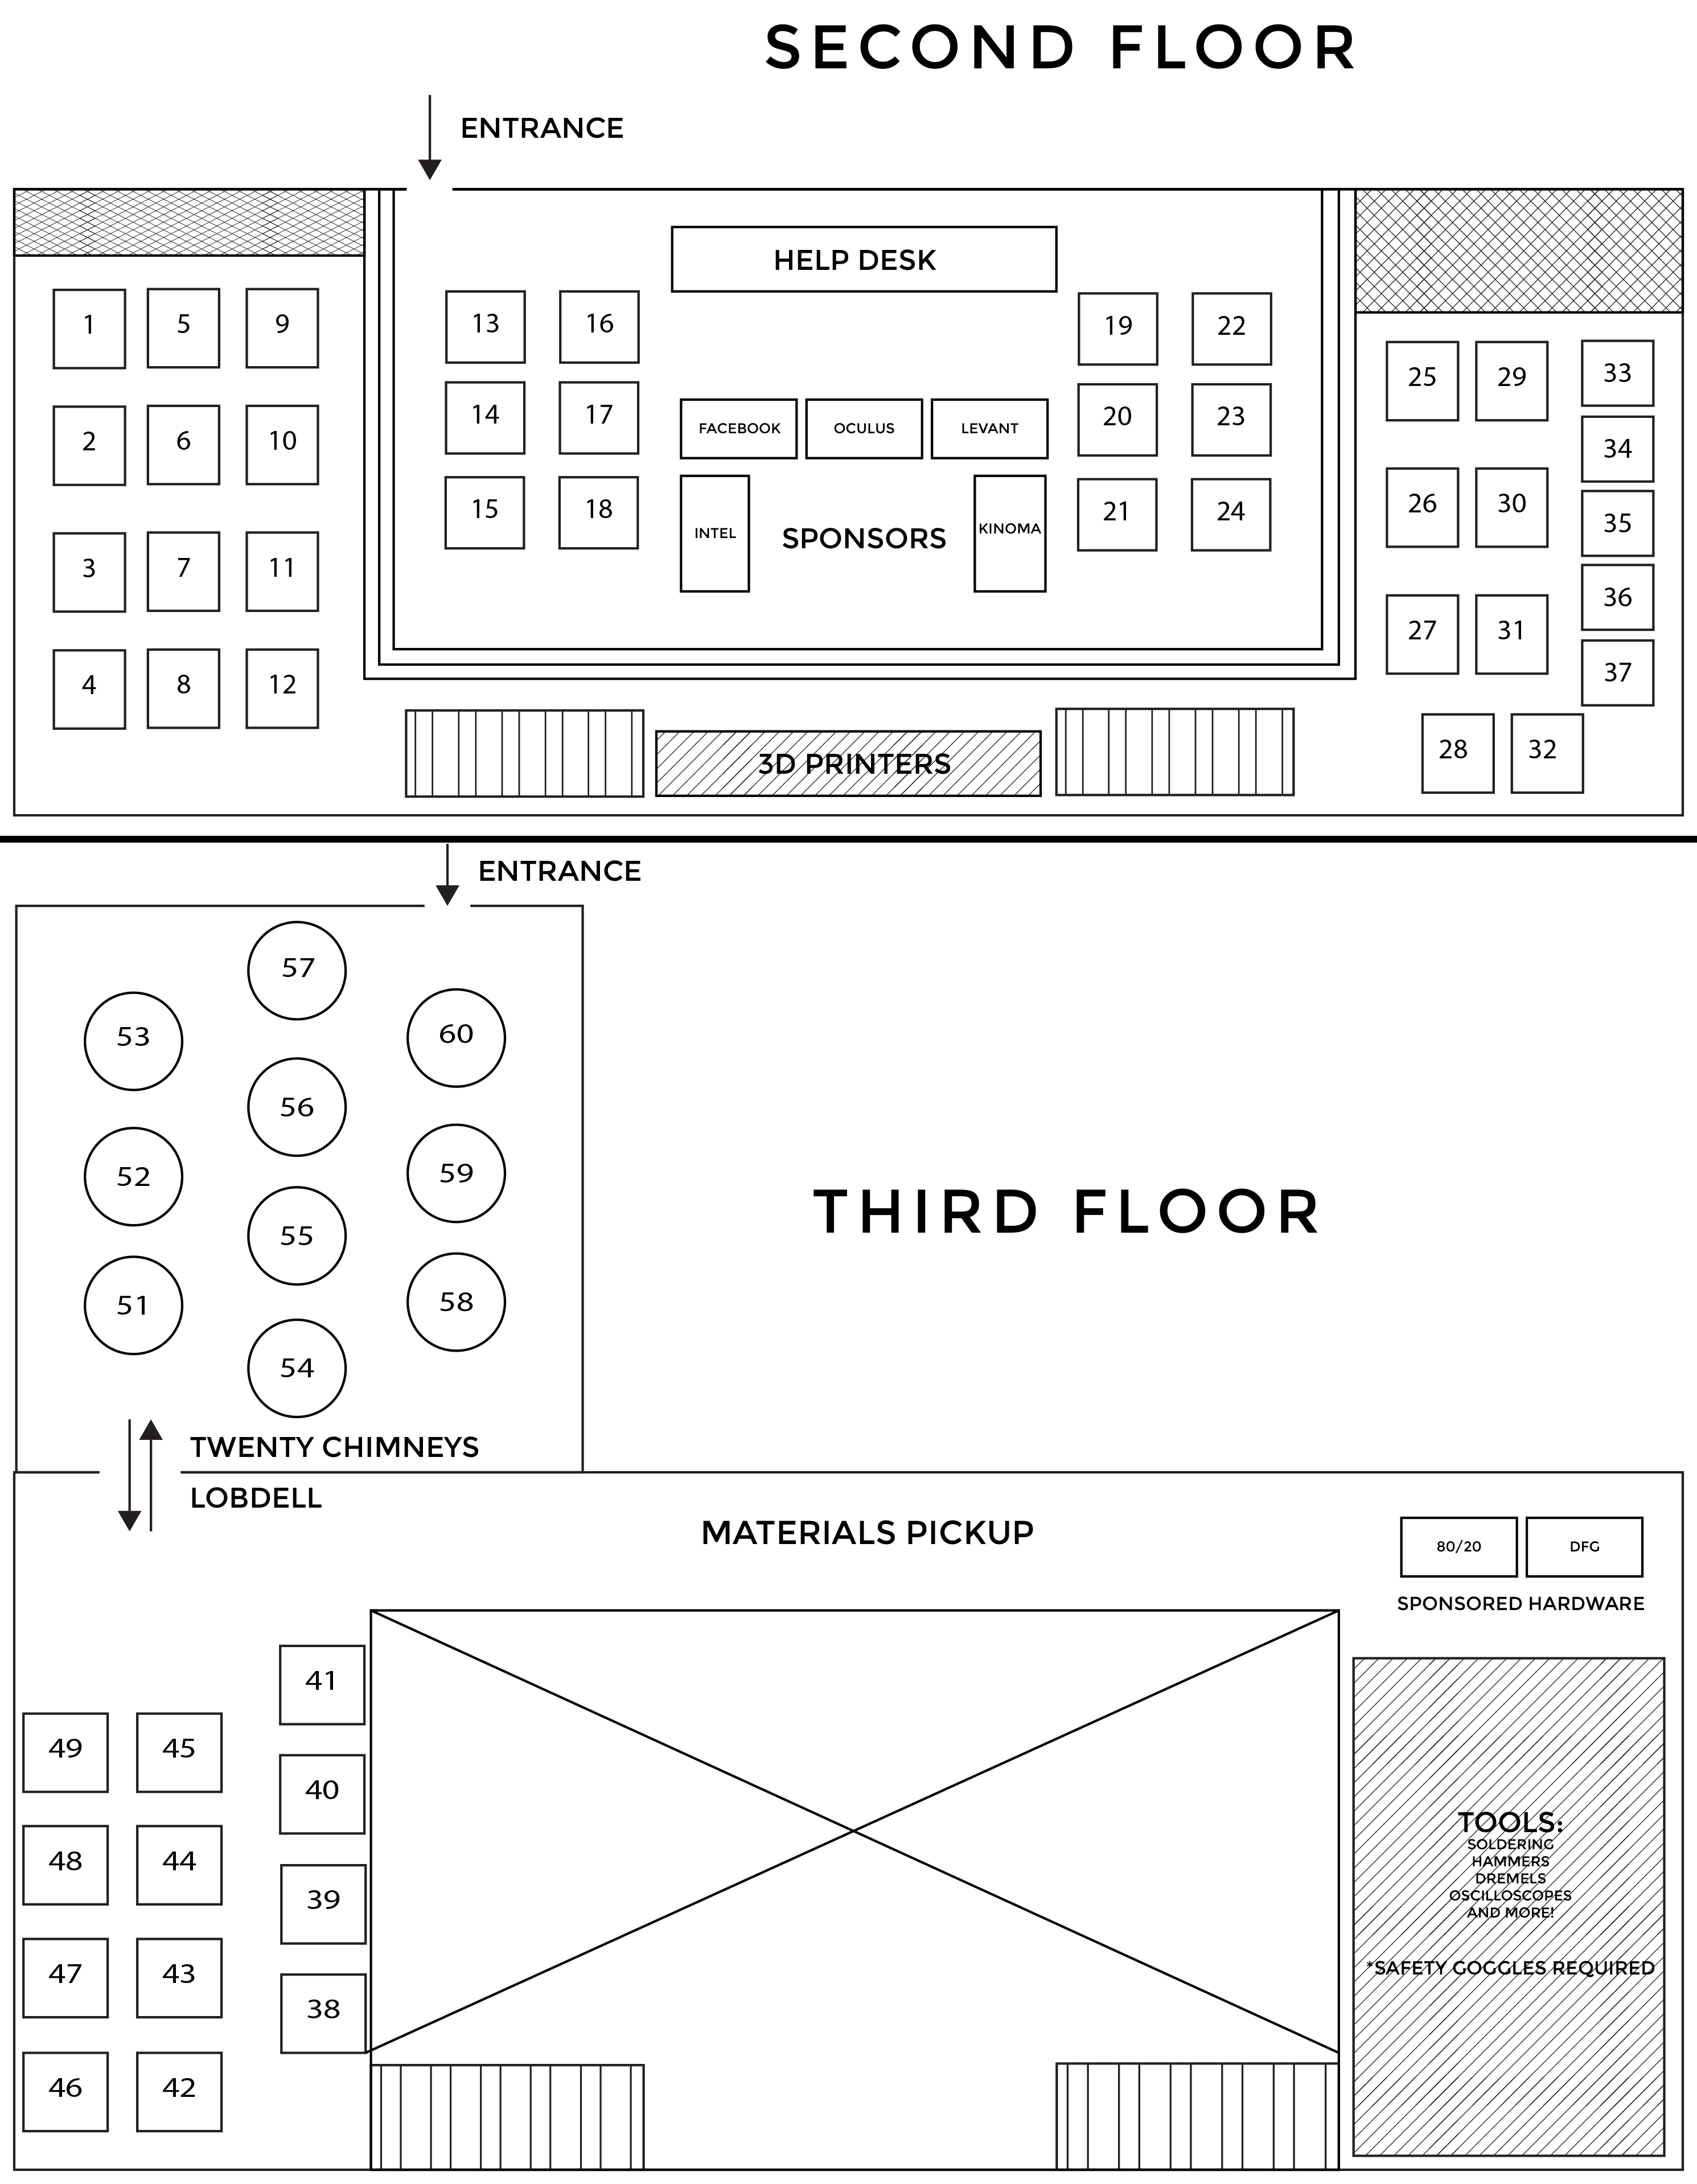 SECOND FLOOR
ENTRANCE
HELP DESK
1 5 9
13 16
19 22
25 29 33
2 6 10
14 17
FACEBOOK OCULUS LEVANT
20 23
34
3 7 11
15 18
INTEL SPONSORS KINOMA
21 24
26 30 35
36
4 8 12
27 31
37
3D PRINTERS
28 32
ENTRANCE
57
53 60
56
52 59
THIRD FLOOR
55
51 58
54
TWENTY CHIMNEYS
LOBDELL
MATERIALS PICKUP
80/20 DFG
SPONSORED HARDWARE
41
49 45
40
48 44
39
47 43
38
46 42
TOOLS:
SOLDERING
HAMMERS
DREMELS
OSCILLOSCOPES
AND MORE!
*SAFETY GOGGLES REQUIRED